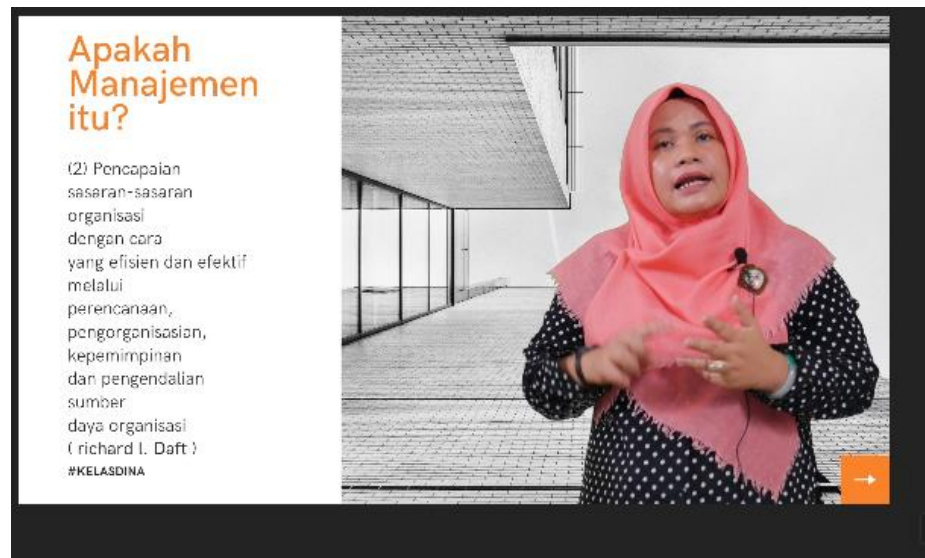 Apakah
Manajemen
itu?
(2) Pencapaian
sasaran-sasaran
organisasi
dengan cara
yang efisien dan efektif
melalui
perencanaan,
pengorganisasian,
kepemimpinan
dan pengendalian
sumber
daya organisasi
( richard l. Daft )
#KELASDINA